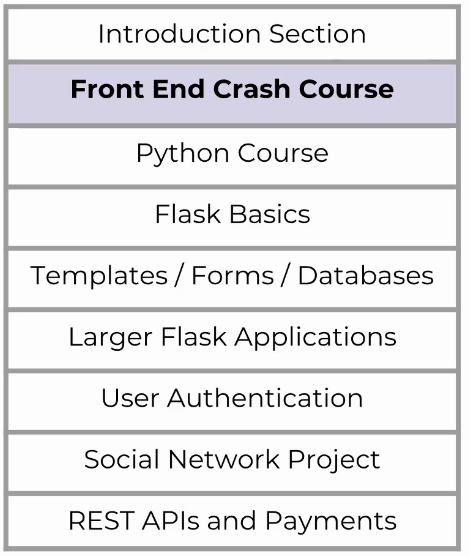 Introduction Section
Front End Crash Course
Python Course
Flask Basics
Templates / Forms / Databases
Larger Flask Applications
User Authentication
Social Network Project
REST APIs and Payments